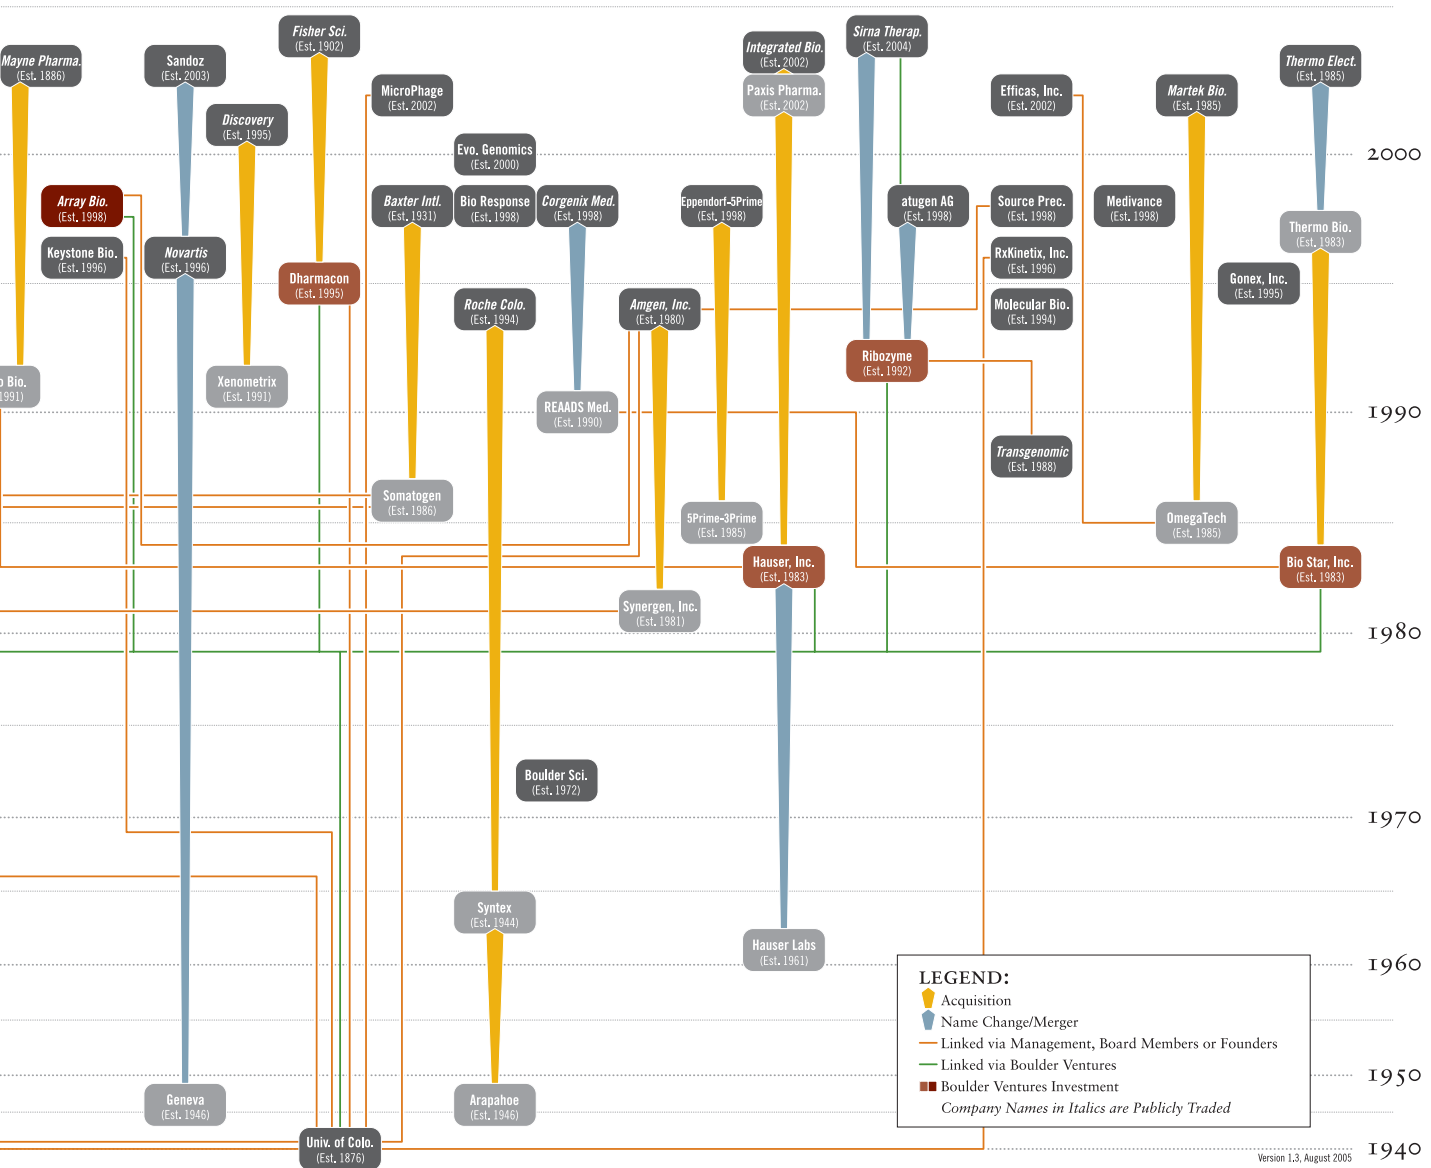 Fisher Sci.
(Est. 1902)
Sirna Therap.
(Est. 2004)
Mayne Pharma.
(Est. 1886)
Sandoz
(Est. 2003)
Integrated Bio.
(Est. 2002)
Thermo Elect.
(Est. 1985)
MicroPhage
(Est. 2002)
Paxis Pharma.
(Est. 2002)
Efficas, Inc.
(Est. 2002)
Martek Bio.
(Est. 1985)
Discovery
(Est. 1995)
Evo. Genomics
(Est. 2000)
2000
Array Bio.
(Est. 1998)
Baxter Intl.
(Est. 1931)
Bio Response
(Est. 1998)
Corgenix Med.
(Est. 1998)
Eppendorf-5Prime
(Est. 1998)
atugen AG
(Est. 1998)
Source Prec.
(Est. 1998)
Medivance
(Est. 1998)
Thermo Bio.
(Est. 1983)
Keystone Bio.
(Est. 1996)
Novartis
(Est. 1996)
RxKinetix, Inc.
(Est. 1996)
Dharmacon
(Est. 1995)
Gonex, Inc.
(Est. 1995)
Roche Colo.
(Est. 1994)
Amgen, Inc.
(Est. 1980)
Molecular Bio.
(Est. 1994)
Ribozyme
(Est. 1992)
Bio.
1991)
Xenometrix
(Est. 1991)
REAADS Med.
(Est. 1990)
1990
Transgenomic
(Est. 1988)
Somatogen
(Est. 1986)
5Prime-3Prime
(Est. 1985)
OmegaTech
(Est. 1985)
Hauser, Inc.
(Est. 1983)
Bio Star, Inc.
(Est. 1983)
Synergen, Inc.
(Est. 1981)
1980
Boulder Sci.
(Est. 1972)
1970
Syntex
(Est. 1944)
Hauser Labs
(Est. 1961)
1960
LEGEND:
Acquisition
Name Change/Merger
Linked via Management, Board Members or Founders
Linked via Boulder Ventures
Boulder Ventures Investment
Company Names in Italics are Publicly Traded
1950
Geneva
(Est. 1946)
Arapahoe
(Est. 1946)
Univ. of Colo.
(Est. 1876)
1940
Version 1.3, August 2005